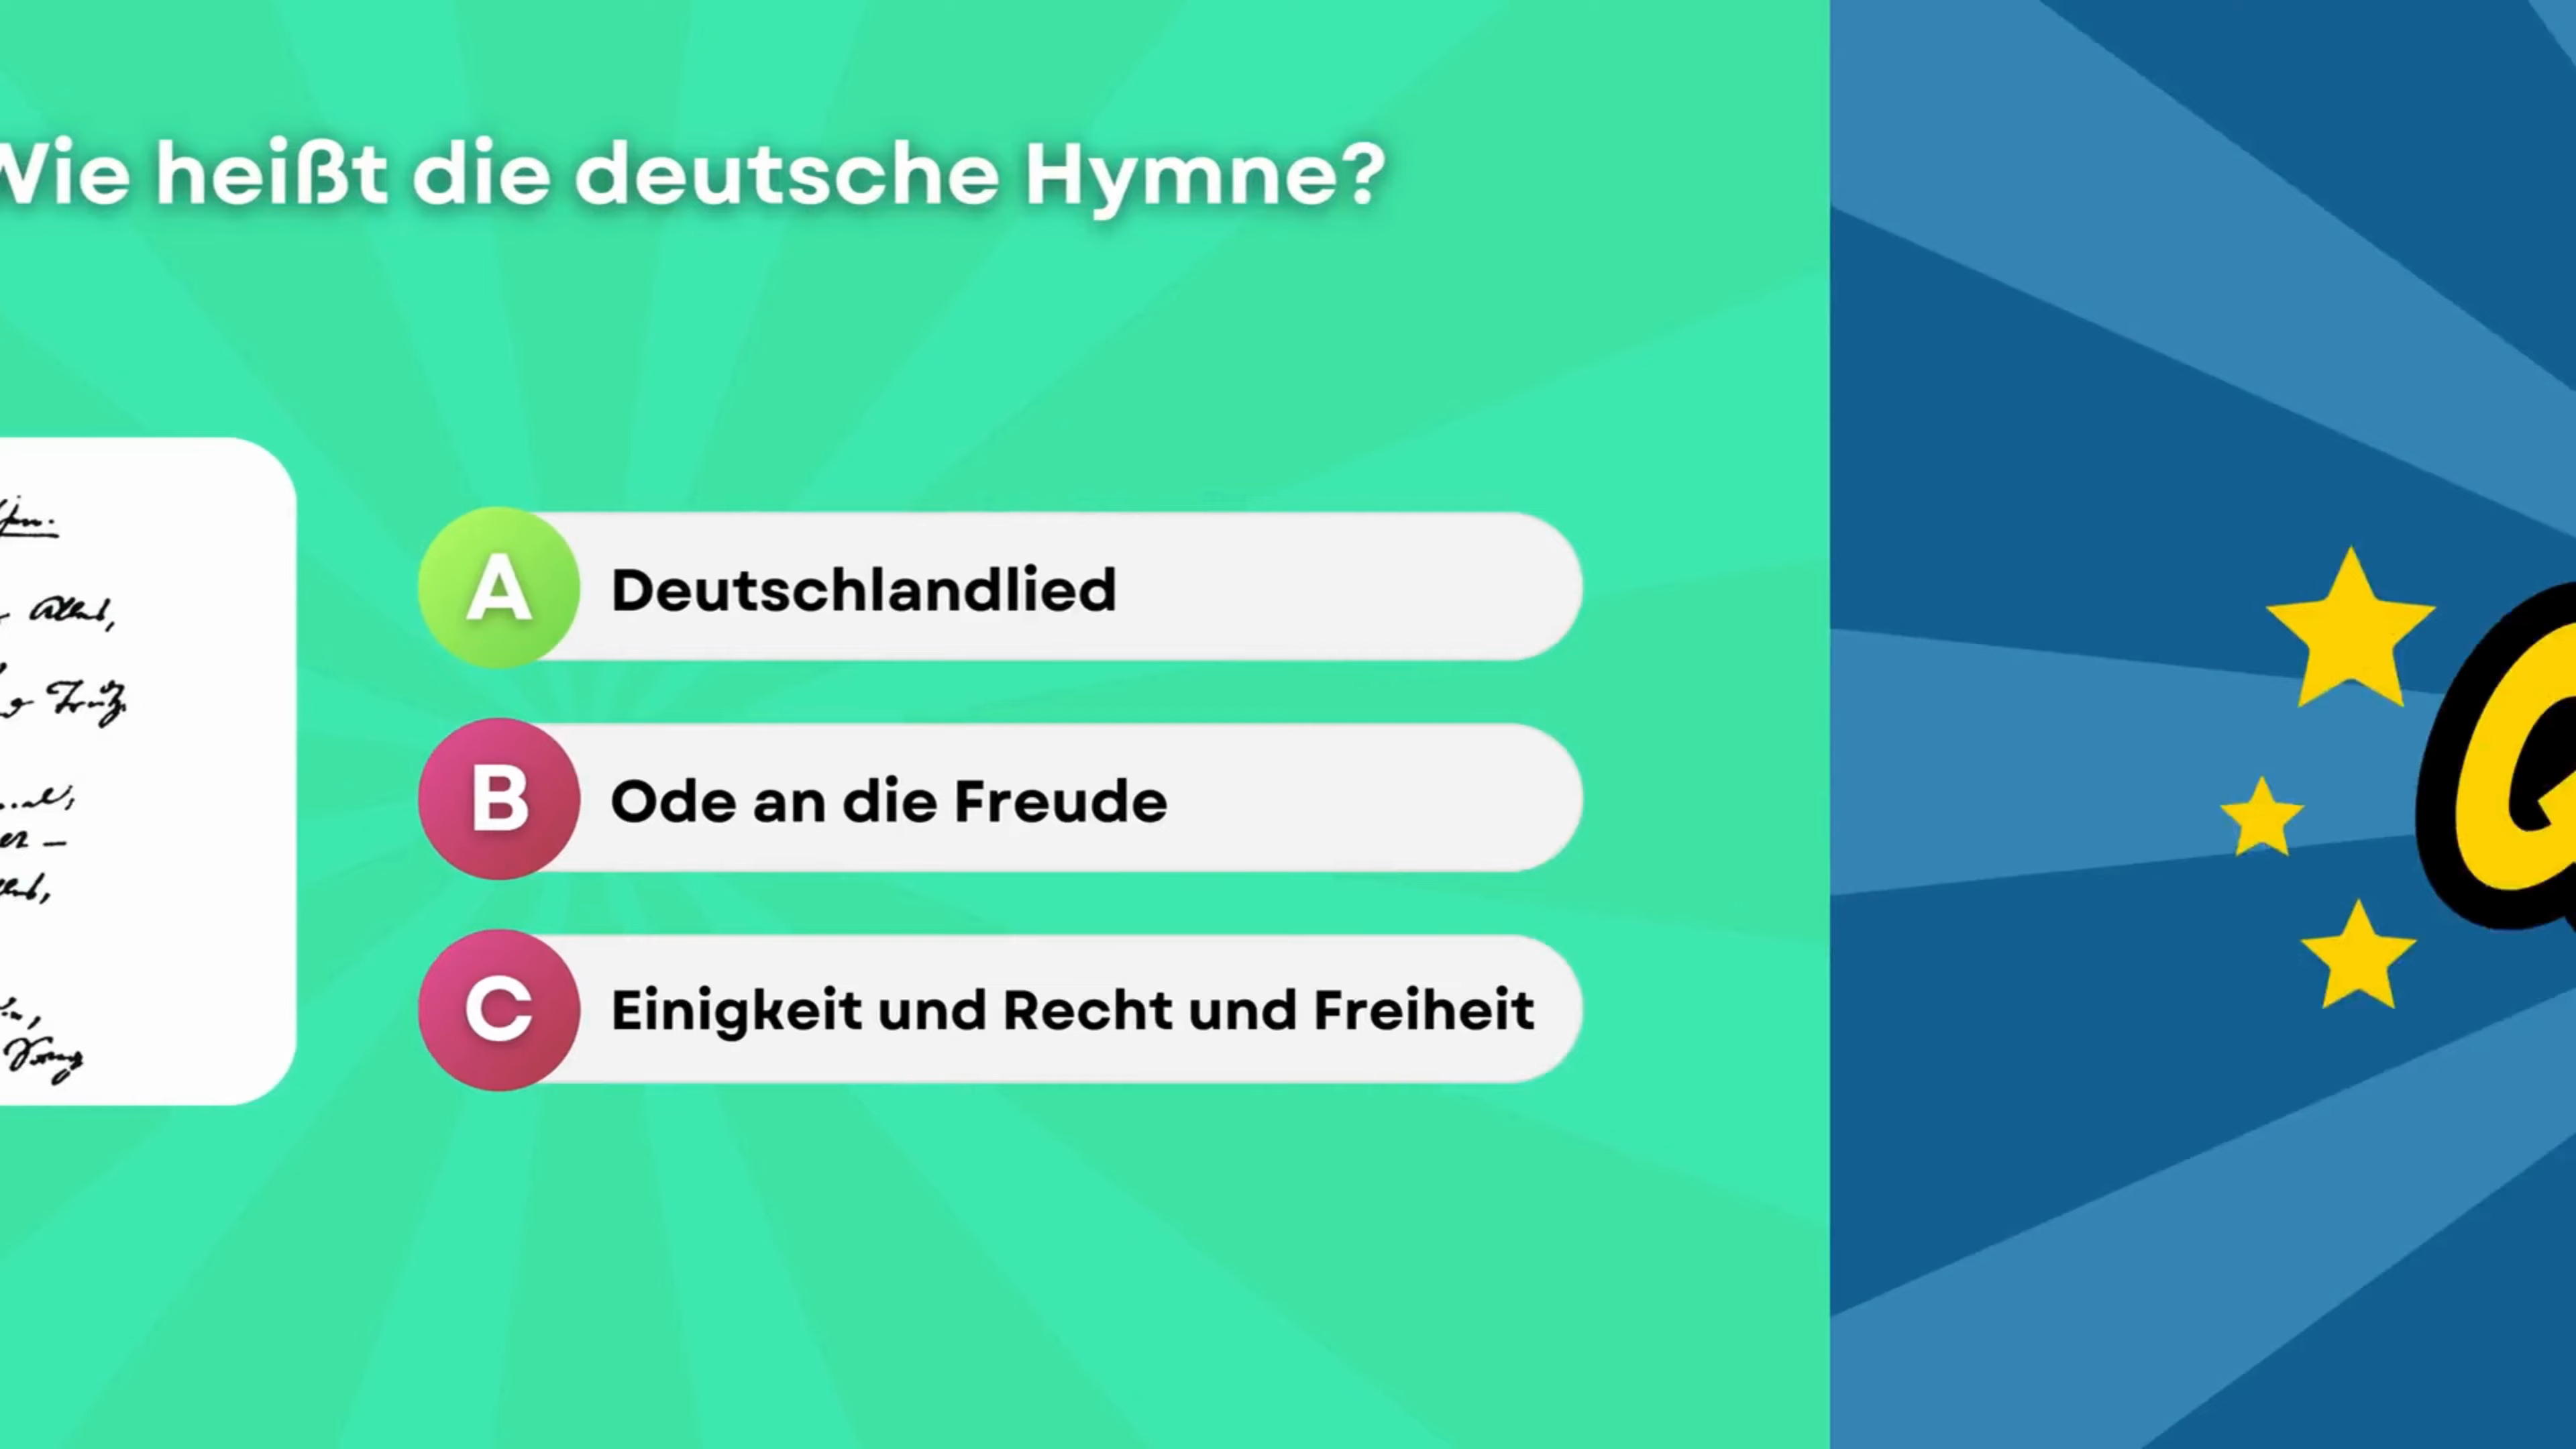 Wie heißt die deutsche Hymne?
A Deutschlandlied
B Ode an die Freude
C Einigkeit und Recht und Freiheit
Q